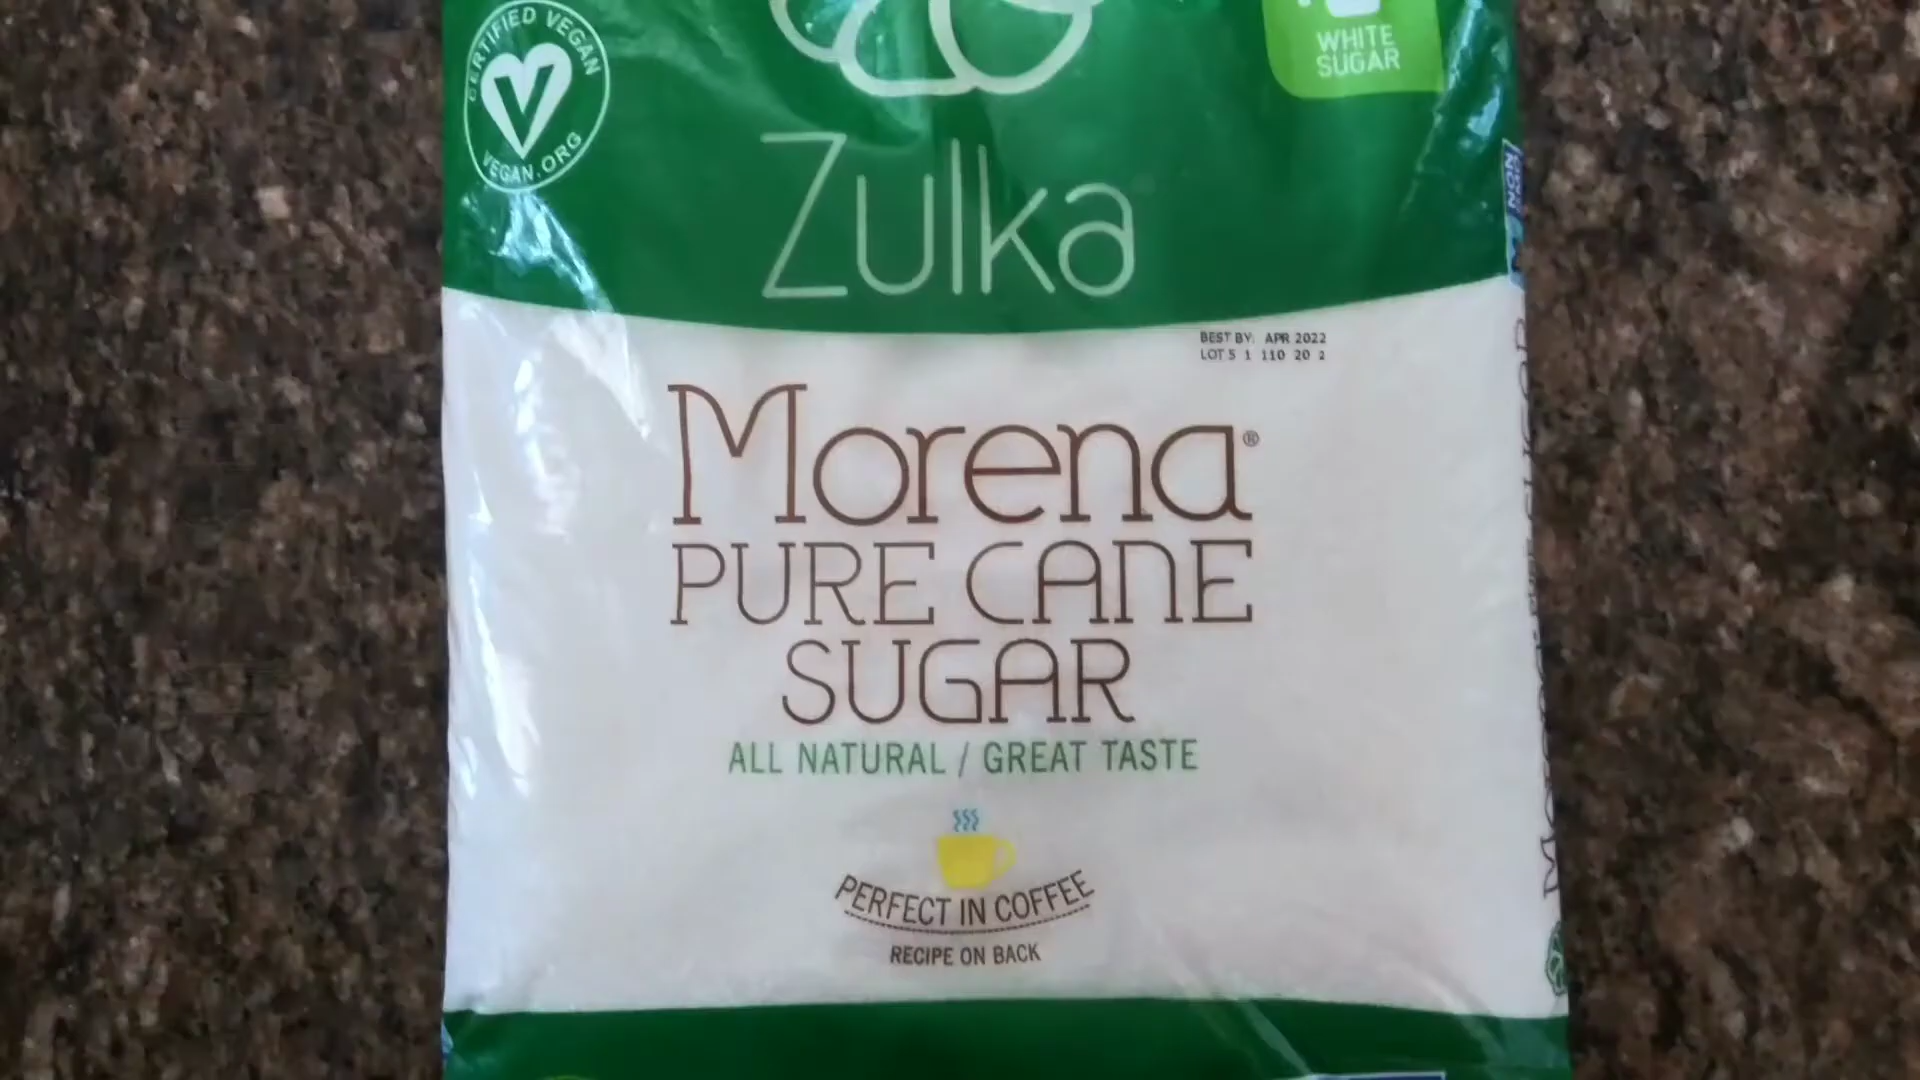 CERTIFIED VEGAN
VEGAN.ORG
WHITE
SUGAR
Zulka
NON
BEST BY: APR 2022
LOT 5 1 110 20 2
Morena®
PURE CANE
SUGAR
ALL NATURAL / GREAT TASTE
PERFECT IN COFFEE
RECIPE ON BACK